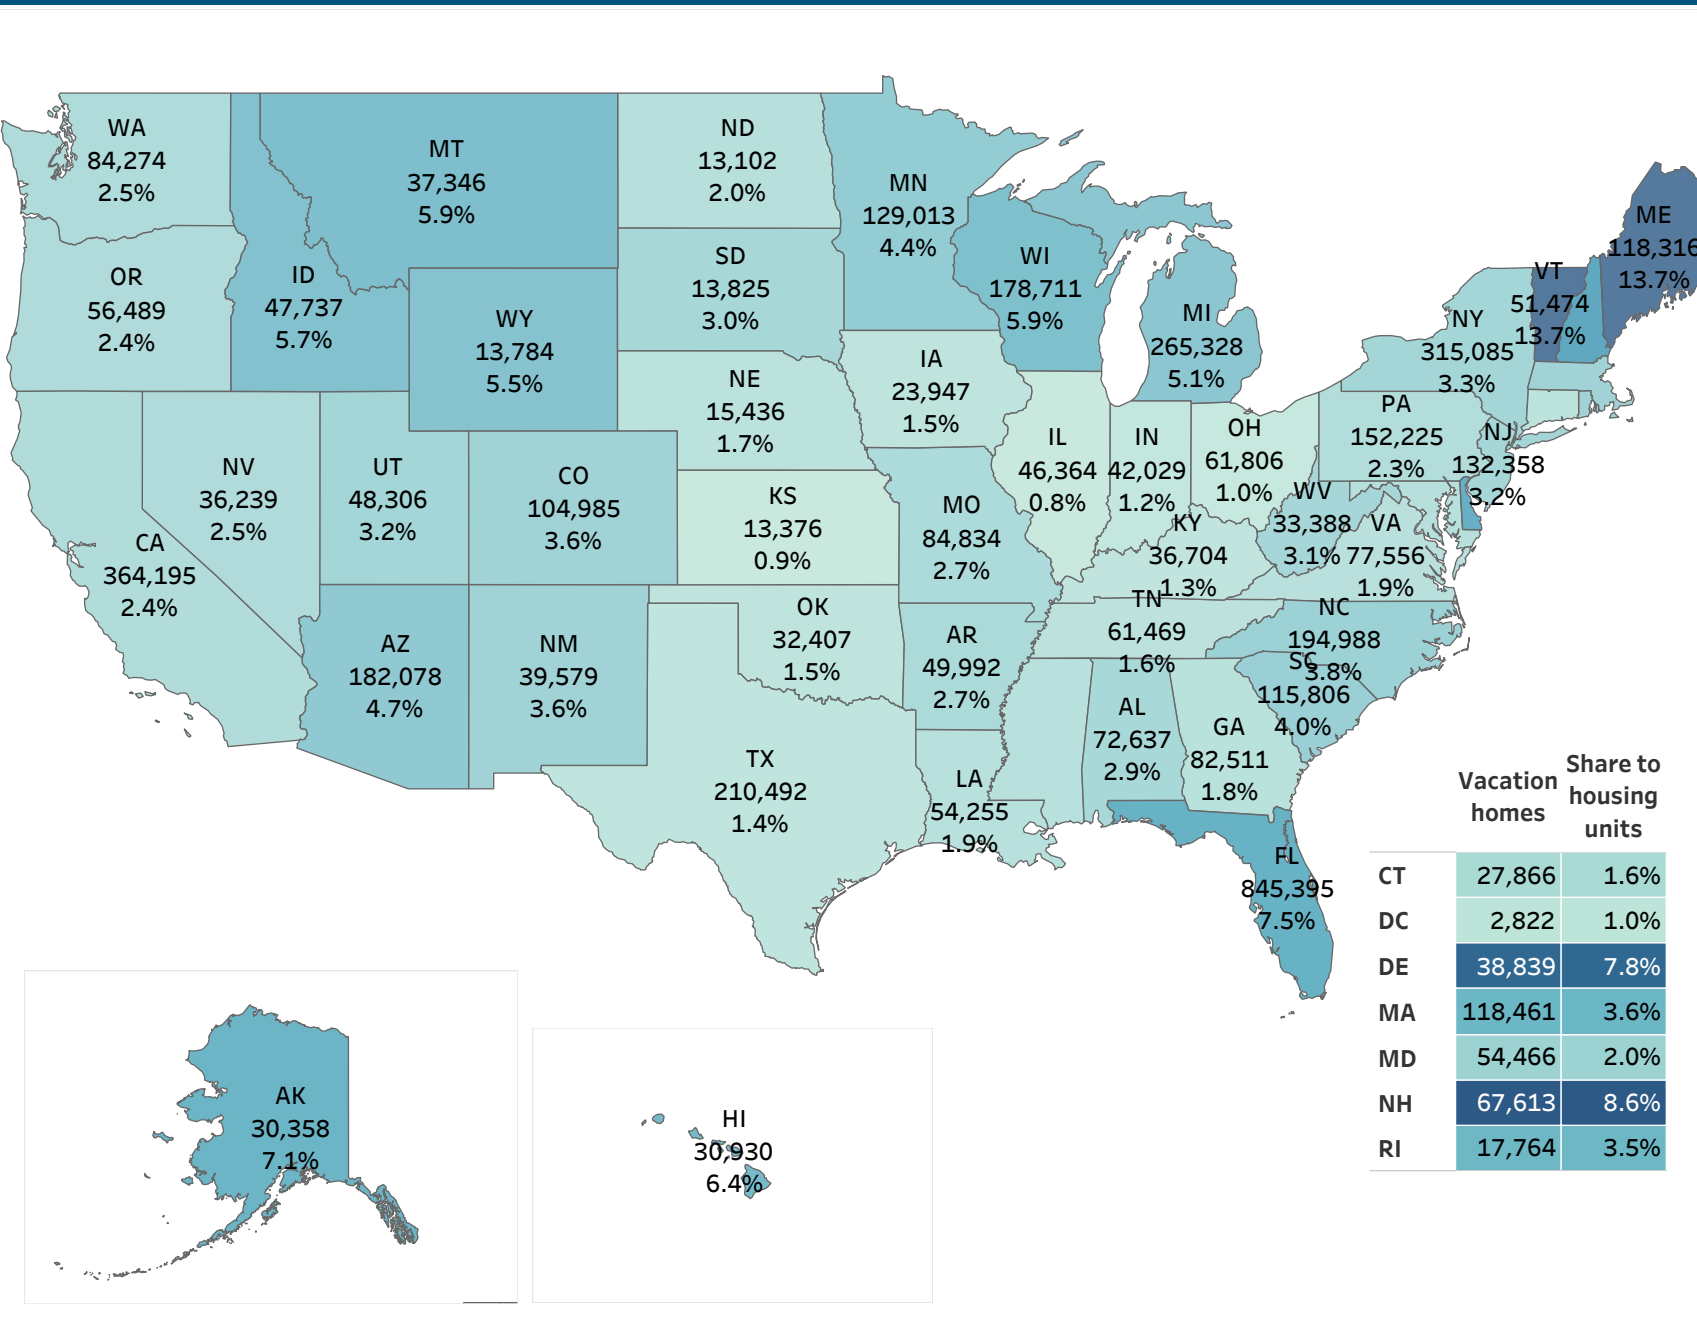 WA
84,274
2.5%
OR
56,489
2.4%
CA
364,195
2.4%
NV
36,239
2.5%
ID
47,737
5.7%
MT
37,346
5.9%
WY
13,784
5.5%
UT
48,306
3.2%
CO
104,985
3.6%
AZ
182,078
4.7%
NM
39,579
3.6%
ND
13,102
2.0%
SD
13,825
3.0%
NE
15,436
1.7%
KS
13,376
0.9%
OK
32,407
1.5%
TX
210,492
1.4%
MN
129,013
4.4%
IA
23,947
1.5%
MO
84,834
2.7%
AR
49,992
2.7%
LA
54,255
1.9%
WI
178,711
5.9%
IL
46,364
0.8%
MI
265,328
5.1%
IN
42,029
1.2%
OH
61,806
1.0%
KY
36,704
1.3%
TN
61,469
1.6%
AL
72,637
2.9%
GA
82,511
1.8%
FL
845,395
7.5%
SC
115,806
4.0%
NC
194,988
3.8%
VA
77,556
1.9%
WV
33,388
3.1%
PA
152,225
2.3%
NJ
132,358
3.2%
NY
315,085
3.3%
VT
51,474
13.7%
ME
118,316
13.7%
AK
30,358
7.1%
HI
30,930
6.4%
Vacation homes Share to housing units
CT 27,866 1.6%
DC 2,822 1.0%
DE 38,839 7.8%
MA 118,461 3.6%
MD 54,466 2.0%
NH 67,613 8.6%
RI 17,764 3.5%